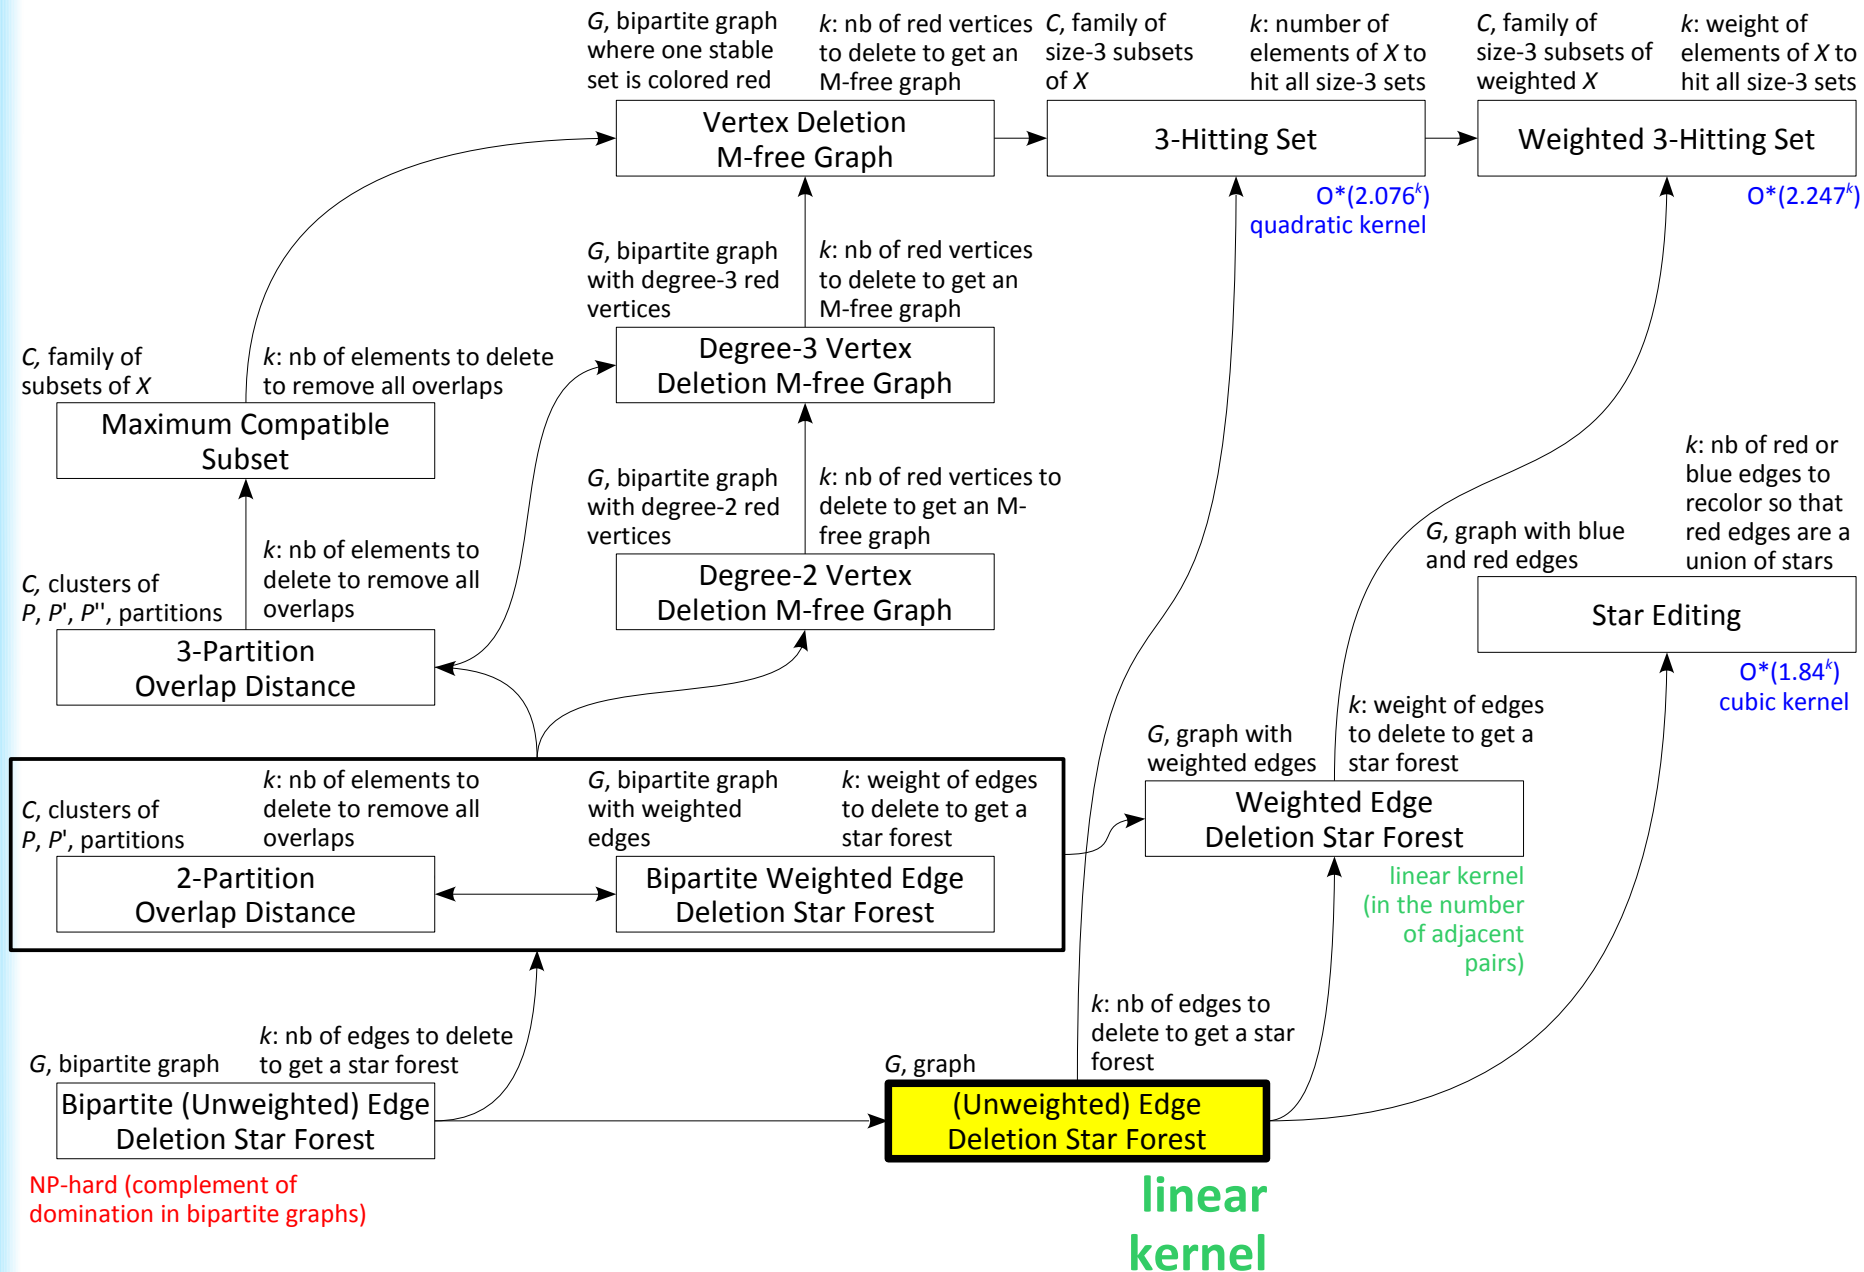 G, bipartite graph
where one stable
set is colored red
k: nb of red vertices
to delete to get an
M-free graph
C, family of
size-3 subsets
of X
k: number of
elements of X to
hit all size-3 sets
C, family of
size-3 subsets of
weighted X
k: weight of
elements of X to
hit all size-3 sets
Vertex Deletion
M-free Graph
3-Hitting Set
Weighted 3-Hitting Set
O*(2.076^k)
quadratic kernel
O*(2.247^k)
G, bipartite graph
with degree-3 red
vertices
k: nb of red vertices
to delete to get an
M-free graph
Degree-3 Vertex
Deletion M-free Graph
C, family of
subsets of X
k: nb of elements to delete
to remove all overlaps
Maximum Compatible
Subset
G, bipartite graph
with degree-2 red
vertices
k: nb of red vertices to
delete to get an M-
free graph
Degree-2 Vertex
Deletion M-free Graph
G, graph with blue
and red edges
k: nb of red or
blue edges to
recolor so that
red edges are a
union of stars
Star Editing
O*(1.84^k)
cubic kernel
C, clusters of
P, P', P'', partitions
k: nb of elements to
delete to remove all
overlaps
3-Partition
Overlap Distance
G, graph with
weighted edges
k: weight of edges
to delete to get a
star forest
Weighted Edge
Deletion Star Forest
linear kernel
(in the number
of adjacent
pairs)
C, clusters of
P, P', partitions
k: nb of elements to
delete to remove all
overlaps
2-Partition
Overlap Distance
G, bipartite graph
with weighted
edges
k: weight of edges
to delete to get a
star forest
Bipartite Weighted Edge
Deletion Star Forest
G, bipartite graph
k: nb of edges to delete
to get a star forest
Bipartite (Unweighted) Edge
Deletion Star Forest
NP-hard (complement of
domination in bipartite graphs)
G, graph
k: nb of edges to
delete to get a star
forest
(Unweighted) Edge
Deletion Star Forest
linear
kernel